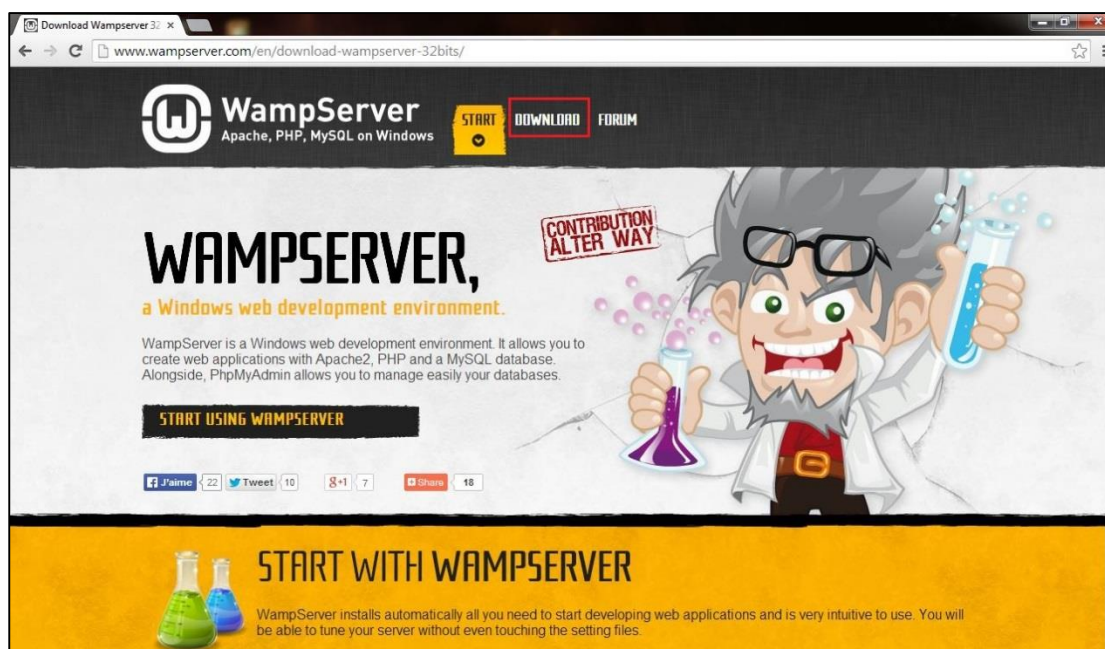 Download Wampserver 32
www.wampserver.com/en/download-wampserver-32bits/
WampServer
Apache, PHP, MySQL on Windows
START
DOWNLOAD
FORUM
CONTRIBUTION
ALTER WAY
WAMPSERVER,
a Windows web development environment.
WampServer is a Windows web development environment. It allows you to
create web applications with Apache2, PHP and a MySQL database.
Alongside, PhpMyAdmin allows you to manage easily your databases.
START USING WAMPSERVER
J'aime 22 Tweet 10 g+1 7 Share 18
START WITH WAMPSERVER
WampServer installs automatically all you need to start developing web applications and is very intuitive to use. You will
be able to tune your server without even touching the setting files.